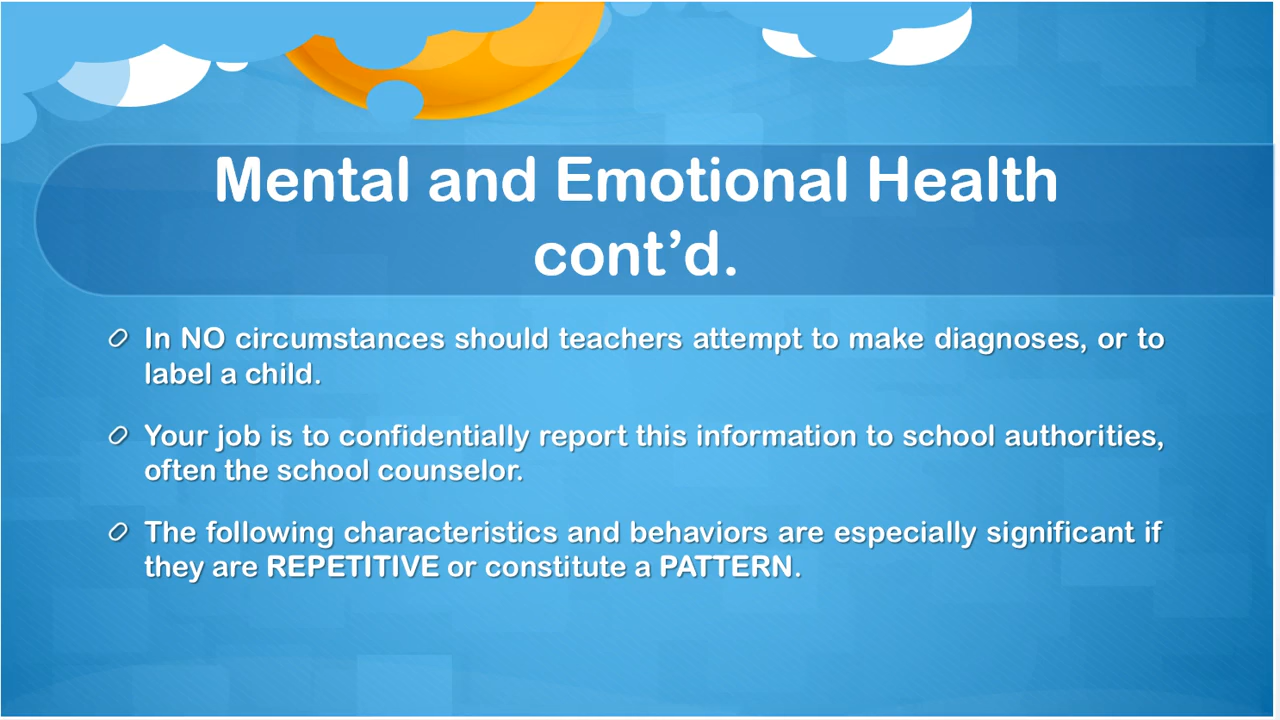 Mental and Emotional Health
cont’d.
In NO circumstances should teachers attempt to make diagnoses, or to
label a child.
Your job is to confidentially report this information to school authorities,
often the school counselor.
The following characteristics and behaviors are especially significant if
they are REPETITIVE or constitute a PATTERN.